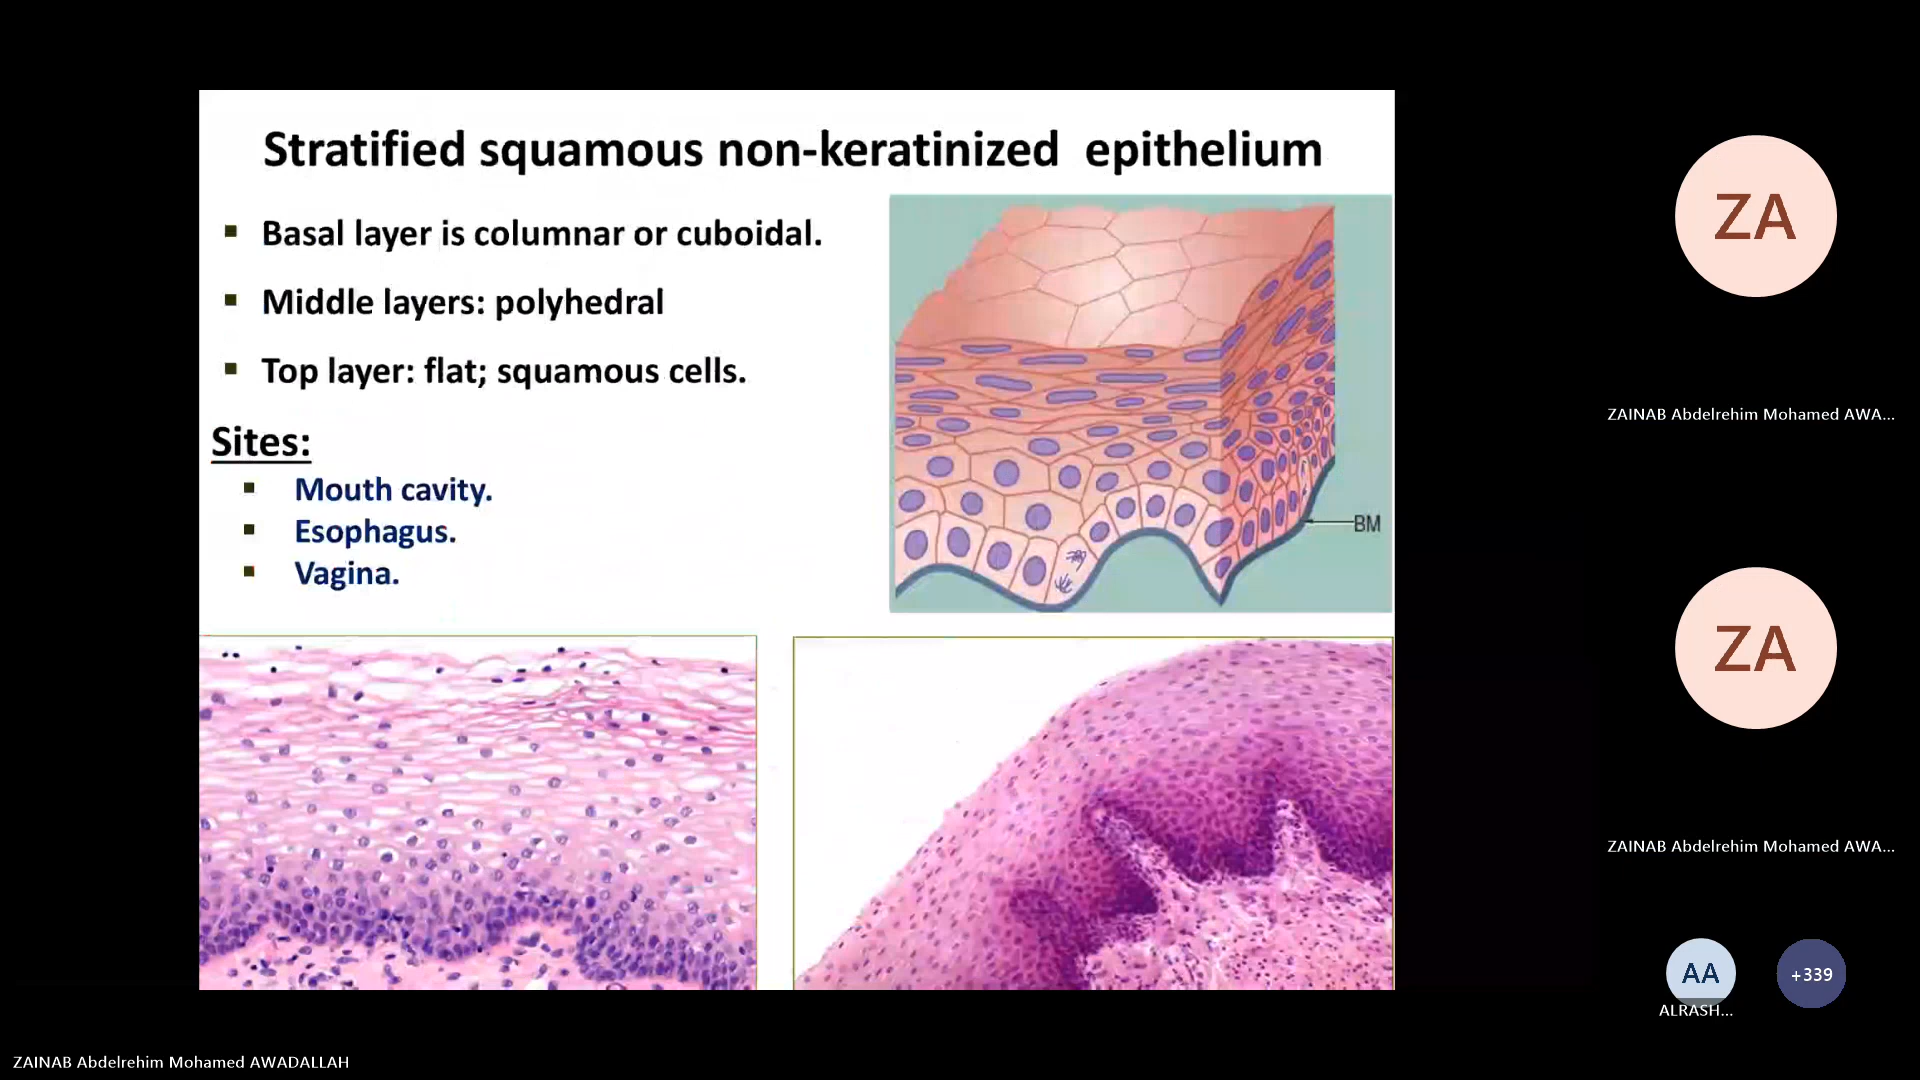 Stratified squamous non-keratinized epithelium
Basal layer is columnar or cuboidal.
Middle layers: polyhedral
Top layer: flat; squamous cells.
Sites:
Mouth cavity.
Esophagus.
Vagina.
BM
ZA
ZAINAB Abdelrehim Mohamed AWA...
ZA
ZAINAB Abdelrehim Mohamed AWA...
AA
+339
ALRASH...
ZAINAB Abdelrehim Mohamed AWADALLAH